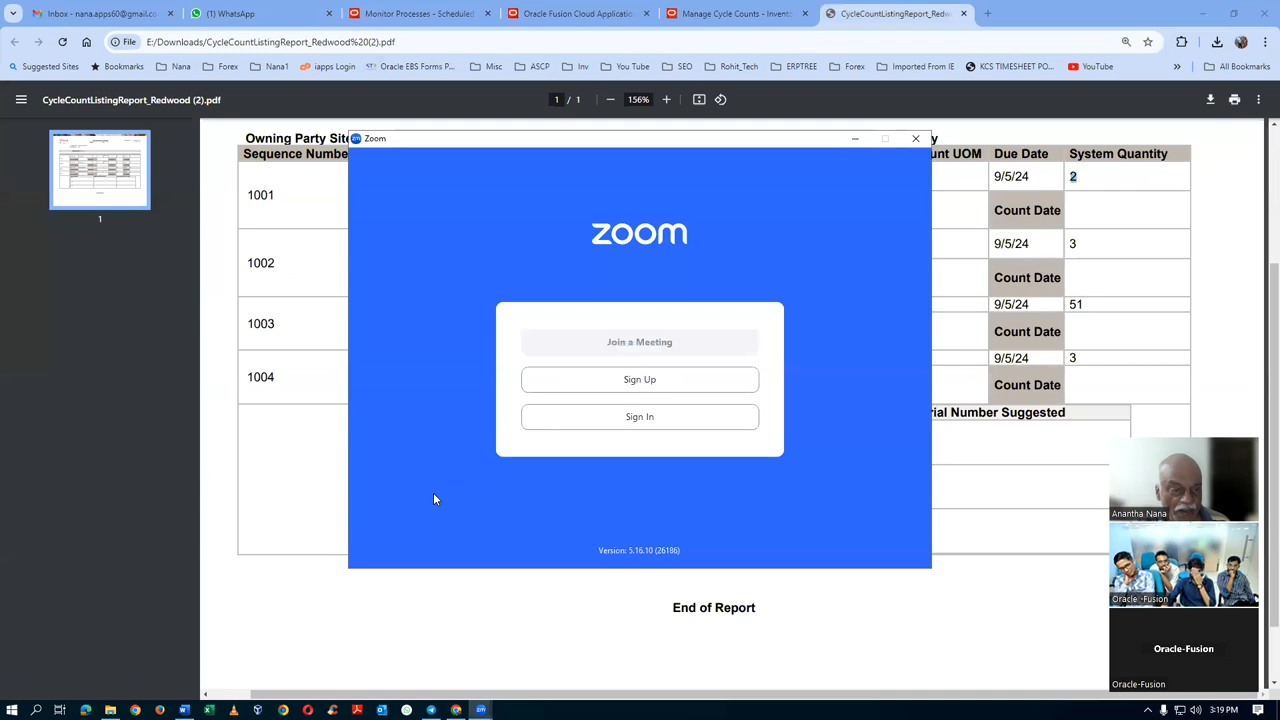 Inbox - nana.apps60@gmail.co
(1) WhatsApp
Monitor Processes - Scheduled
Oracle Fusion Cloud Application
Manage Cycle Counts - Invent
CycleCountListingReport_Redw
File
E:/Downloads/CycleCountListingReport_Redwood%20(2).pdf
Suggested Sites
Bookmarks
Nana
Forex
Nana1
iapps Login
Oracle EBS Forms P...
Misc
ASCP
Inv
You Tube
SEO
Rohit_Tech
ERPTREE
Forex
Imported From IE
KCS TIMESHEET PO...
YouTube
»
All Bookmarks
CycleCountListingReport_Redwood (2).pdf
1 / 1
156%
1
Owning Party Site
y
Sequence Numbe
unt UOM
Due Date
System Quantity
1001
9/5/24
2
Count Date
1002
9/5/24
3
Count Date
1003
9/5/24
51
Count Date
1004
9/5/24
3
Count Date
rial Number Suggested
End of Report
zm
Zoom
zoom
Join a Meeting
Sign Up
Sign In
Version: 5.16.10 (26186)
Anantha Nana
Oracle -Fusion
Oracle-Fusion
Oracle-Fusion
zm
3:19 PM